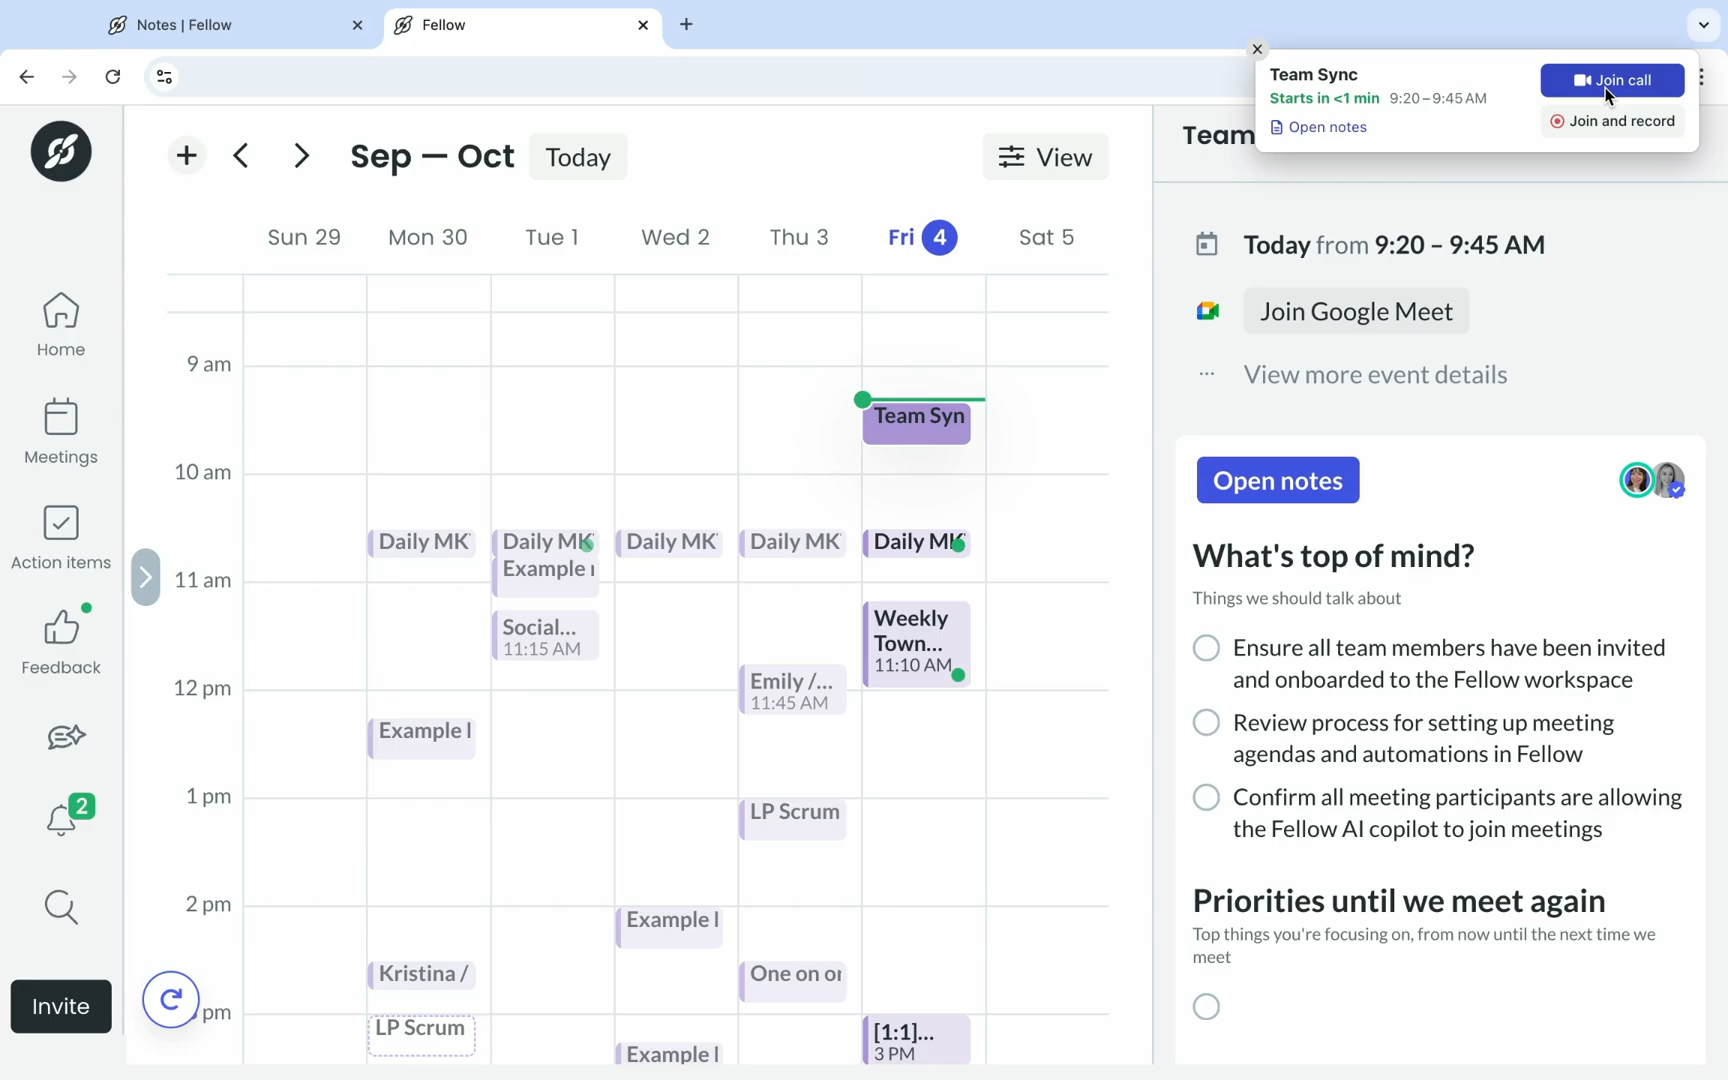 Notes | Fellow
Fellow
Team Sync
Starts in <1 min 9:20–9:45 AM
Open notes
Join call
Join and record
Home
Meetings
Action items
Feedback
2
Invite
Sep — Oct
Today
View
Sun 29
Mon 30
Tue 1
Wed 2
Thu 3
Fri 4
Sat 5
9 am
10 am
11 am
12 pm
1 pm
2 pm
pm
Daily MK
Example I
Kristina /
LP Scrum
Daily MK
Example
Social...
11:15 AM
Daily MK
Example I
Example I
Daily MK
Emily /...
11:45 AM
LP Scrum
One on
Team Syn
Daily MK
Weekly
Town...
11:10 AM
[1:1]...
3 PM
Team
Today from 9:20 – 9:45 AM
Join Google Meet
View more event details
Open notes
What's top of mind?
Things we should talk about
Ensure all team members have been invited
and onboarded to the Fellow workspace
Review process for setting up meeting
agendas and automations in Fellow
Confirm all meeting participants are allowing
the Fellow AI copilot to join meetings
Priorities until we meet again
Top things you're focusing on, from now until the next time we
meet